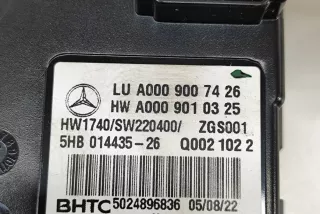 LU A000 900 74 26
HW A000 901 03 25
HW1740/SW220400/ ZGS001
5HB 014435-26 Q002 102 2
BHTC 5024896836 05/08/22